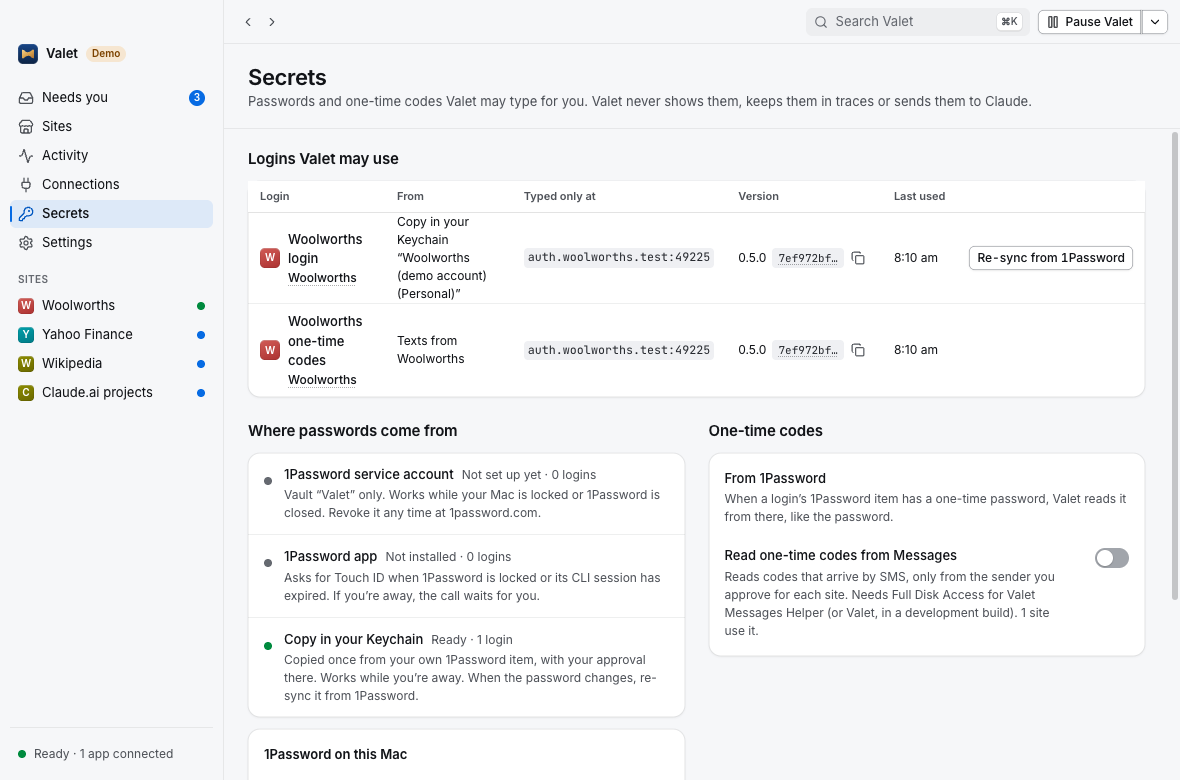 Valet Demo
Needs you 3
Sites
Activity
Connections
Secrets
Settings
SITES
W Woolworths
Y Yahoo Finance
W Wikipedia
C Claude.ai projects
Ready · 1 app connected
Search Valet ⌘K
Pause Valet
Secrets
Passwords and one-time codes Valet may type for you. Valet never shows them, keeps them in traces or sends them to Claude.
Logins Valet may use
Login From Typed only at Version Last used
W Woolworths login Woolworths
Copy in your
Keychain
“Woolworths
(demo account)
(Personal)”
auth.woolworths.test:49225 0.5.0 7ef972bf… 8:10 am Re-sync from 1Password
W Woolworths one-time codes Woolworths
Texts from
Woolworths
auth.woolworths.test:49225 0.5.0 7ef972bf… 8:10 am
Where passwords come from
1Password service account Not set up yet · 0 logins
Vault “Valet” only. Works while your Mac is locked or 1Password is
closed. Revoke it any time at 1password.com.
1Password app Not installed · 0 logins
Asks for Touch ID when 1Password is locked or its CLI session has
expired. If you’re away, the call waits for you.
Copy in your Keychain Ready · 1 login
Copied once from your own 1Password item, with your approval
there. Works while you’re away. When the password changes, re-
sync it from 1Password.
1Password on this Mac
One-time codes
From 1Password
When a login’s 1Password item has a one-time password, Valet reads it
from there, like the password.
Read one-time codes from Messages
Reads codes that arrive by SMS, only from the sender you
approve for each site. Needs Full Disk Access for Valet
Messages Helper (or Valet, in a development build). 1 site
use it.